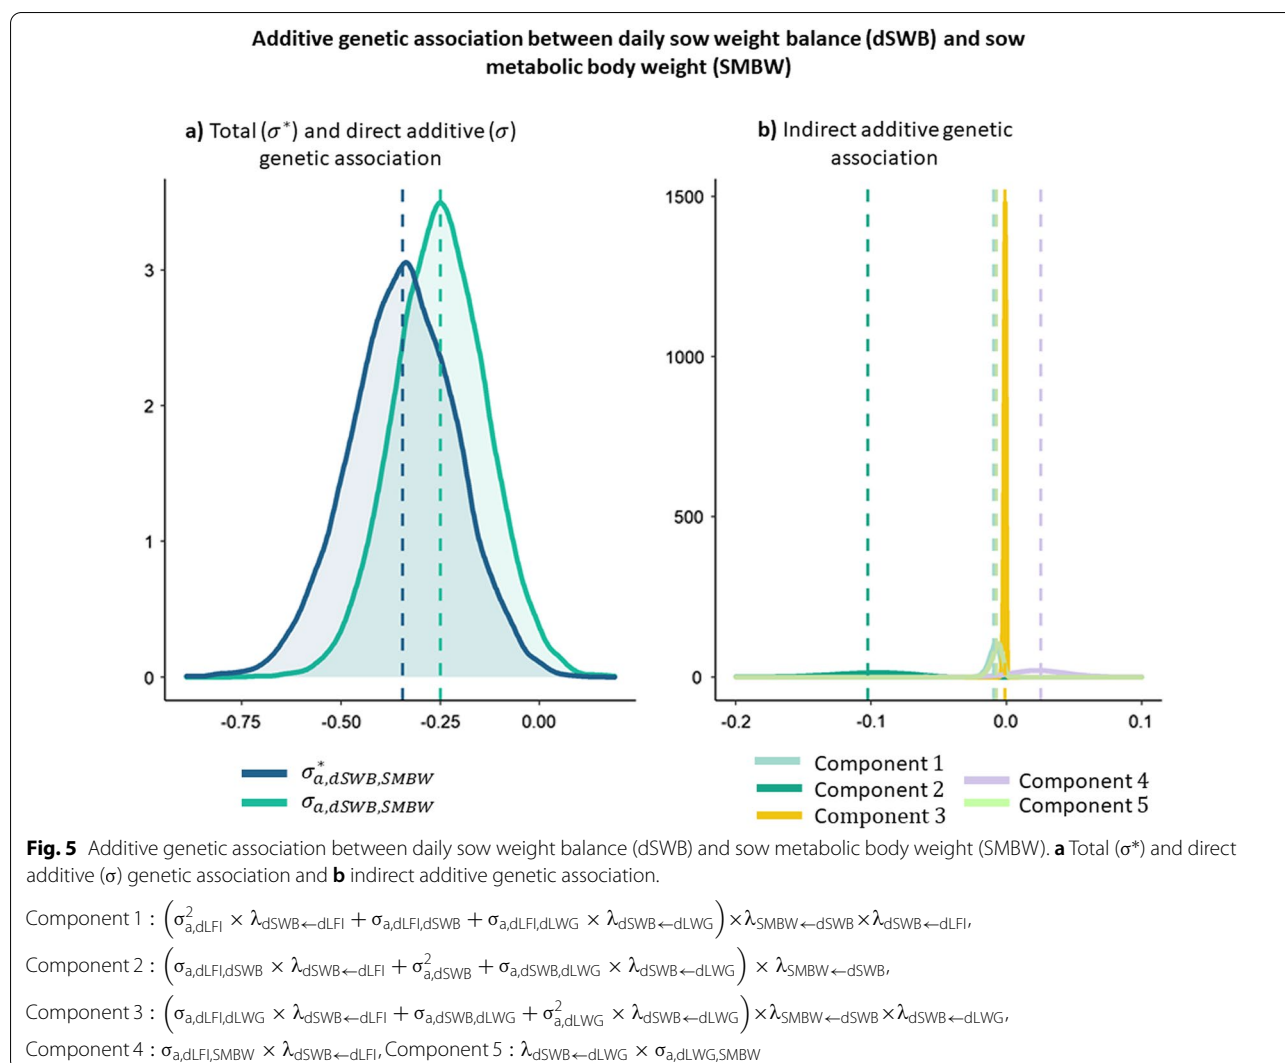 Additive genetic association between daily sow weight balance (dSWB) and sow
metabolic body weight (SMBW)
a) Total (σ*) and direct additive (σ)
genetic association
b) Indirect additive genetic
association
3
2
1
0
-0.75 -0.50 -0.25 0.00
1500
1000
500
0
-0.2 -0.1 0.0 0.1
σ*a,dSWB,SMBW
σa,dSWB,SMBW
Component 1
Component 2
Component 3
Component 4
Component 5
Fig. 5 Additive genetic association between daily sow weight balance (dSWB) and sow metabolic body weight (SMBW). a Total (σ*) and direct
additive (σ) genetic association and b indirect additive genetic association.
Component 1 : (σ²a,dLFI × λdSWB←dLFI + σa,dLFI,dSWB + σa,dLFI,dLWG × λdSWB←dLWG) ×λSMBW←dSWB×λdSWB←dLFI,
Component 2 : (σa,dLFI,dSWB × λdSWB←dLFI + σ²a,dSWB + σa,dSWB,dLWG × λdSWB←dLWG) × λSMBW←dSWB,
Component 3 : (σa,dLFI,dLWG × λdSWB←dLFI + σa,dSWB,dLWG + σ²a,dLWG × λdSWB←dLWG) ×λSMBW←dSWB×λdSWB←dLWG,
Component 4 : σa,dLFI,SMBW × λdSWB←dLFI, Component 5 : λdSWB←dLWG × σa,dLWG,SMBW